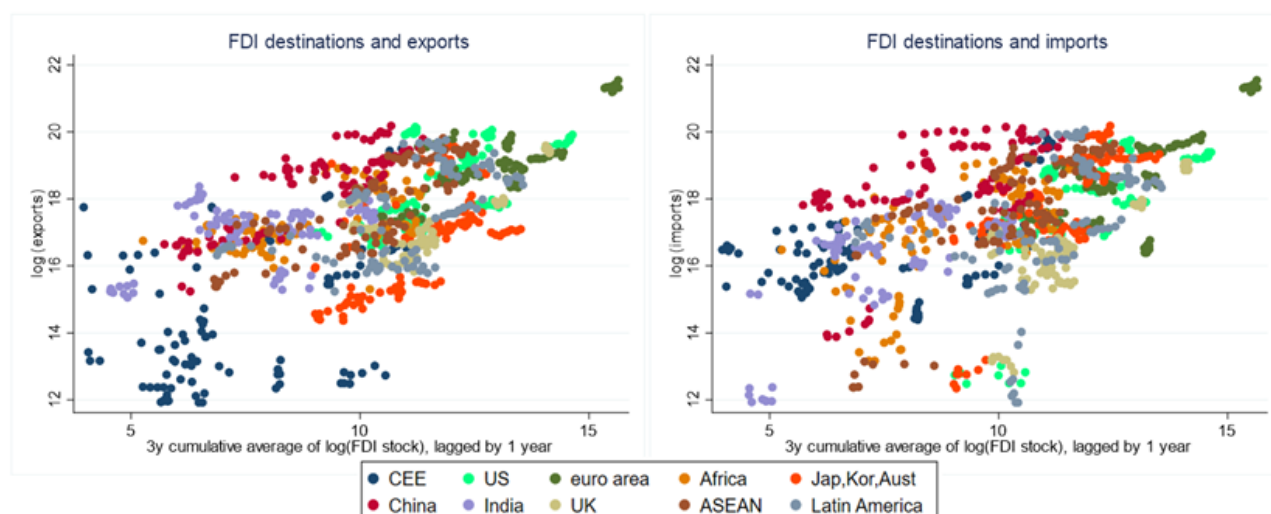 FDI destinations and exports
22
20
18
16
14
12
log (exports)
5 10 15
3y cumulative average of log(FDI stock), lagged by 1 year
FDI destinations and imports
22
20
18
16
14
12
log (imports)
5 10 15
3y cumulative average of log(FDI stock), lagged by 1 year
CEE US euro area Africa Jap,Kor,Aust
China India UK ASEAN Latin America